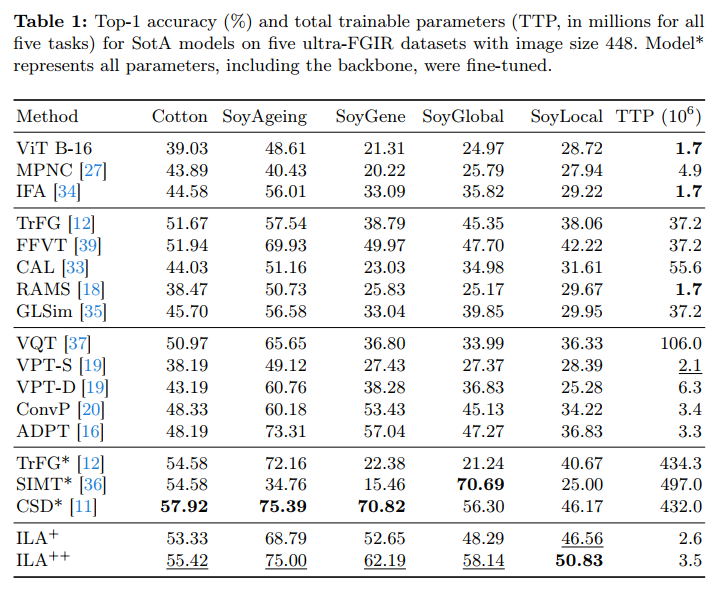 Table 1: Top-1 accuracy (%) and total trainable parameters (TTP, in millions for all
five tasks) for SotA models on five ultra-FGIR datasets with image size 448. Model*
represents all parameters, including the backbone, were fine-tuned.
Method Cotton SoyAgeing SoyGene SoyGlobal SoyLocal TTP (10⁶)
ViT B-16 39.03 48.61 21.31 24.97 28.72 1.7
MPNC [27] 43.89 40.43 20.22 25.79 27.94 4.9
IFA [34] 44.58 56.01 33.09 35.82 29.22 1.7
TrFG [12] 51.67 57.54 38.79 45.35 38.06 37.2
FFVT [39] 51.94 69.93 49.97 47.70 42.22 37.2
CAL [33] 44.03 51.16 23.03 34.98 31.61 55.6
RAMS [18] 38.47 50.73 25.83 25.17 29.67 1.7
GLSim [35] 45.70 56.58 33.04 39.85 29.95 37.2
VQT [37] 50.97 65.65 36.80 33.99 36.33 106.0
VPT-S [19] 38.19 49.12 27.43 27.37 28.39 2.1
VPT-D [19] 43.19 60.76 38.28 36.83 25.28 6.3
ConvP [20] 48.33 60.18 53.43 45.13 34.22 3.4
ADPT [16] 48.19 73.31 57.04 47.27 36.83 3.3
TrFG* [12] 54.58 72.16 22.38 21.24 40.67 434.3
SIMT* [36] 54.58 34.76 15.46 70.69 25.00 497.0
CSD* [11] 57.92 75.39 70.82 56.30 46.17 432.0
ILA⁺ 53.33 68.79 52.65 48.29 46.56 2.6
ILA⁺⁺ 55.42 75.00 62.19 58.14 50.83 3.5